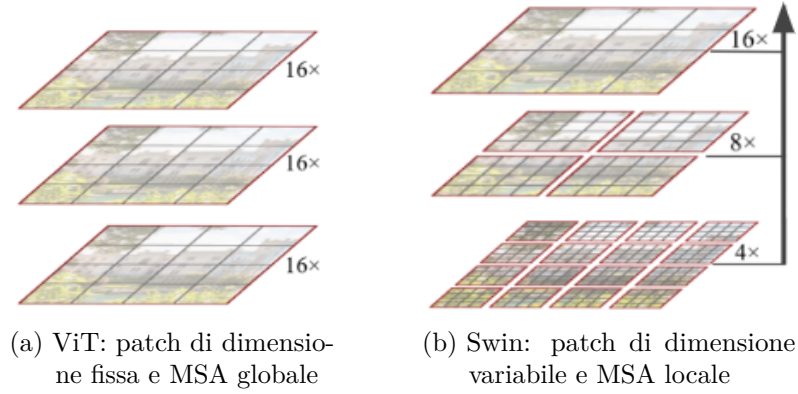 16×
16×
16×
16×
8×
4×
(a) ViT: patch di dimensio-
ne fissa e MSA globale
(b) Swin: patch di dimensione
variabile e MSA locale